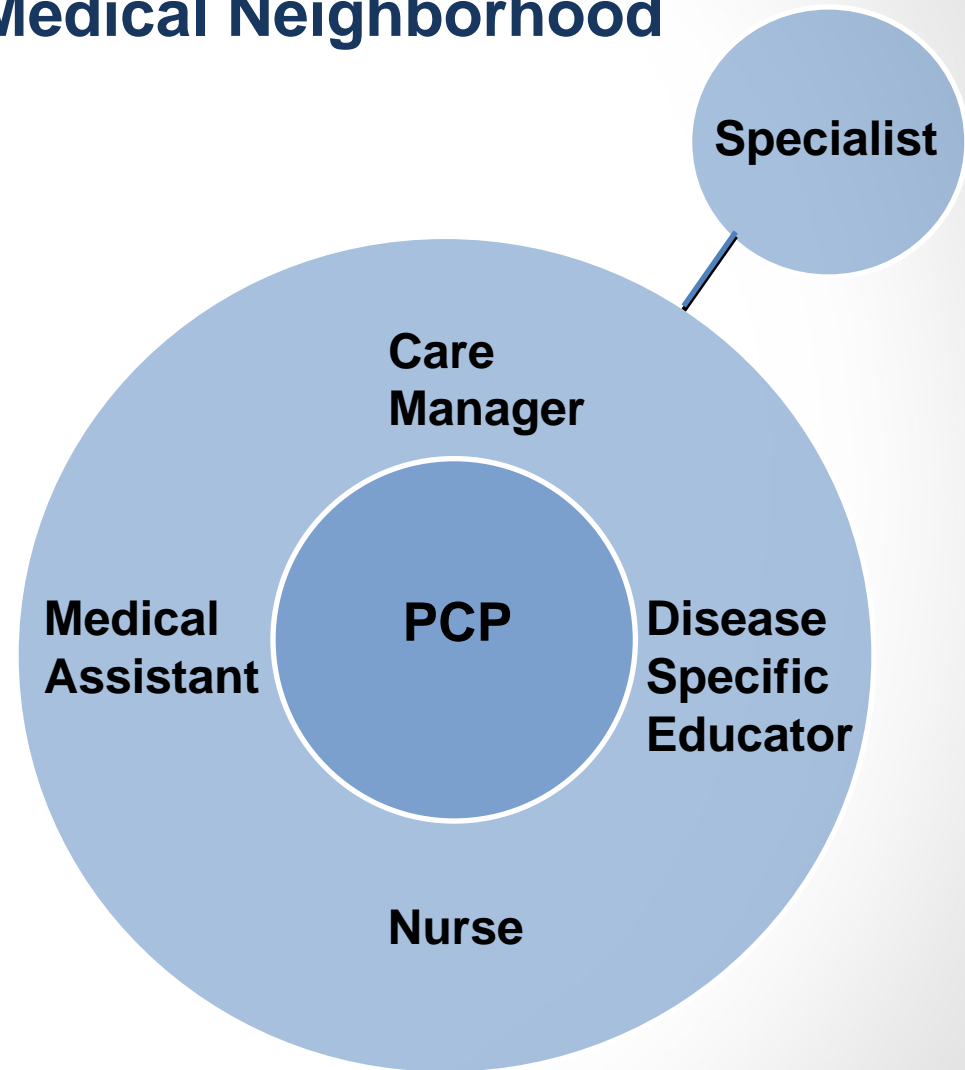 Medical Neighborhood
Specialist
Care
Manager
Medical
Assistant
PCP
Disease
Specific
Educator
Nurse